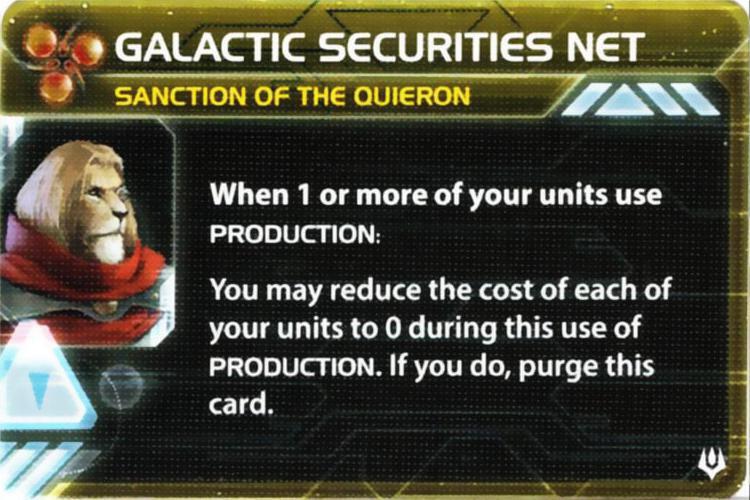 GALACTIC SECURITIES NET
SANCTION OF THE QUIERON
When 1 or more of your units use
PRODUCTION:
You may reduce the cost of each of
your units to 0 during this use of
PRODUCTION. If you do, purge this
card.